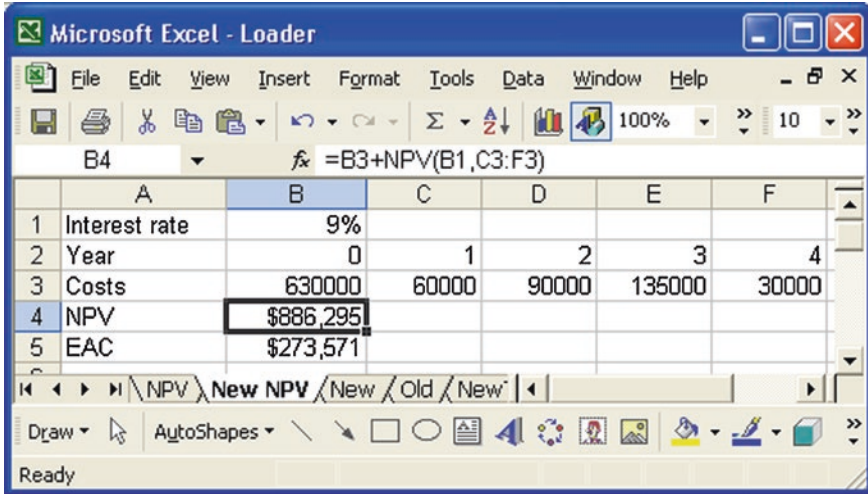 Microsoft Excel - Loader
File Edit View Insert Format Tools Data Window Help
Σ A Z 100% » 10 »
B4 fx =B3+NPV(B1,C3:F3)
A B C D E F
1 Interest rate 9%
2 Year 0 1 2 3 4
3 Costs 630000 60000 90000 135000 30000
4 NPV $886,295
5 EAC $273,571
NPV New NPV New Old New
Draw AutoShapes A A »
Ready